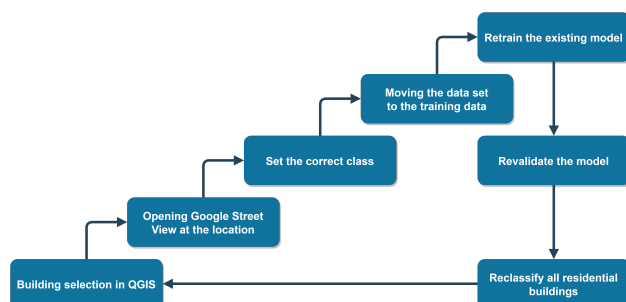 Retrain the existing model
Moving the data set
to the training data
Set the correct class
Revalidate the model
Opening Google Street
View at the location
Building selection in QGIS
Reclassify all residential
buildings